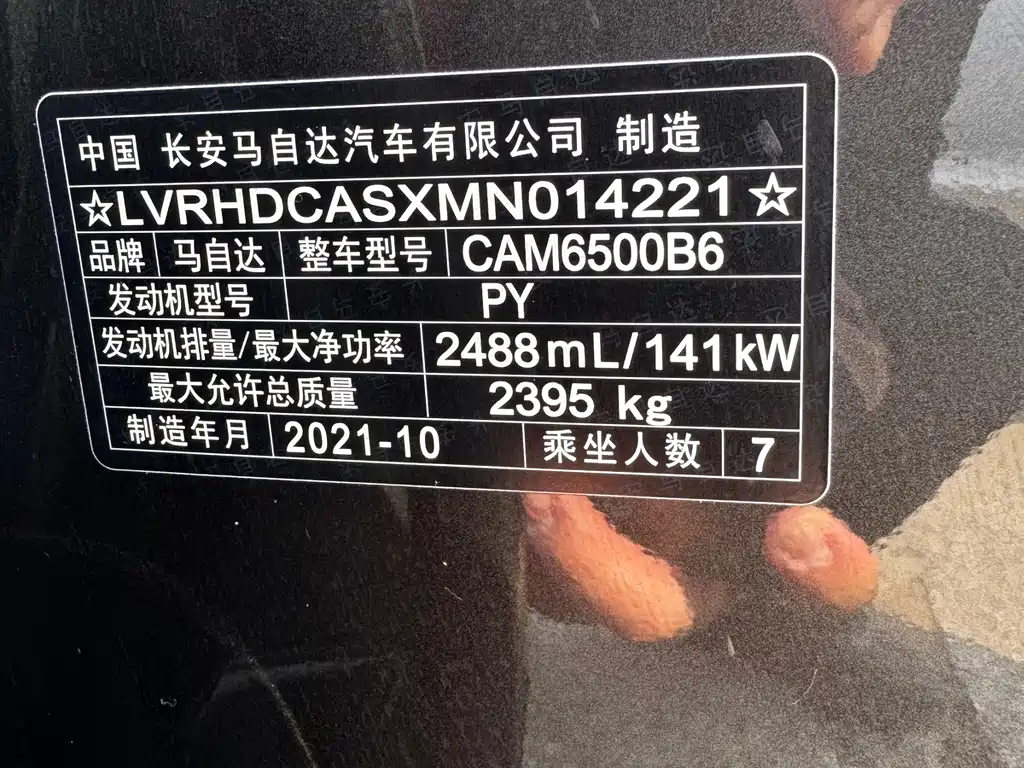 中国 长安马自达汽车有限公司 制造
☆LVRHDCASXMN014221☆
品牌 马自达 整车型号 CAM6500B6
发动机型号 PY
发动机排量/最大净功率 2488mL/141kW
最大允许总质量 2395 kg
制造年月 2021-10 乘坐人数 7